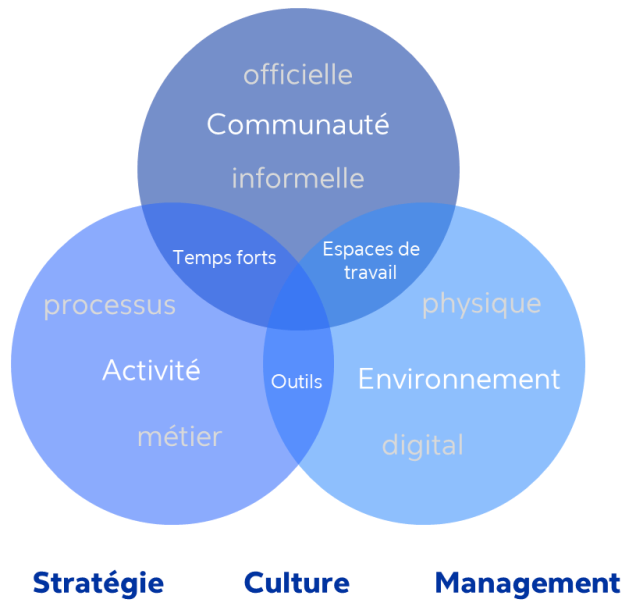 officielle
Communauté
informelle
Temps forts
Espaces de
travail
processus
physique
Activité
Outils
Environnement
métier
digital
Stratégie
Culture
Management